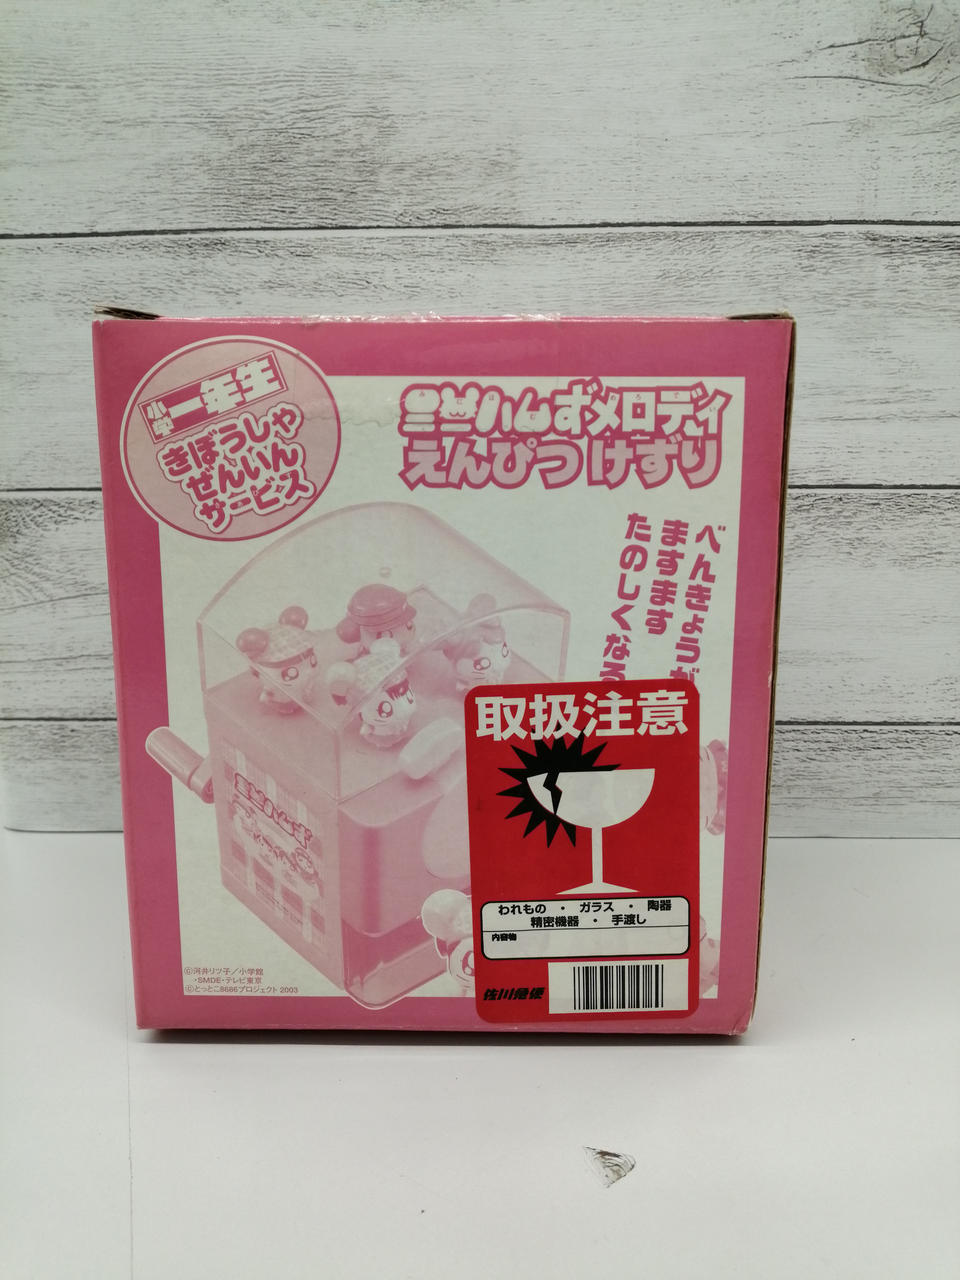 小学一年生
きぼうしゃ
ぜんいん
サービス
ミニハムずメロディ
えんぴつけずり
べんきょうが
ますます
たのしくなる
ミニハムず
取扱注意
われもの ・ ガラス ・ 陶器
精密機器 ・ 手渡し
内容物
佐川急便
©河井リツ子／小学館
・SMDE・テレビ東京
©とっとこ8686プロジェクト 2003